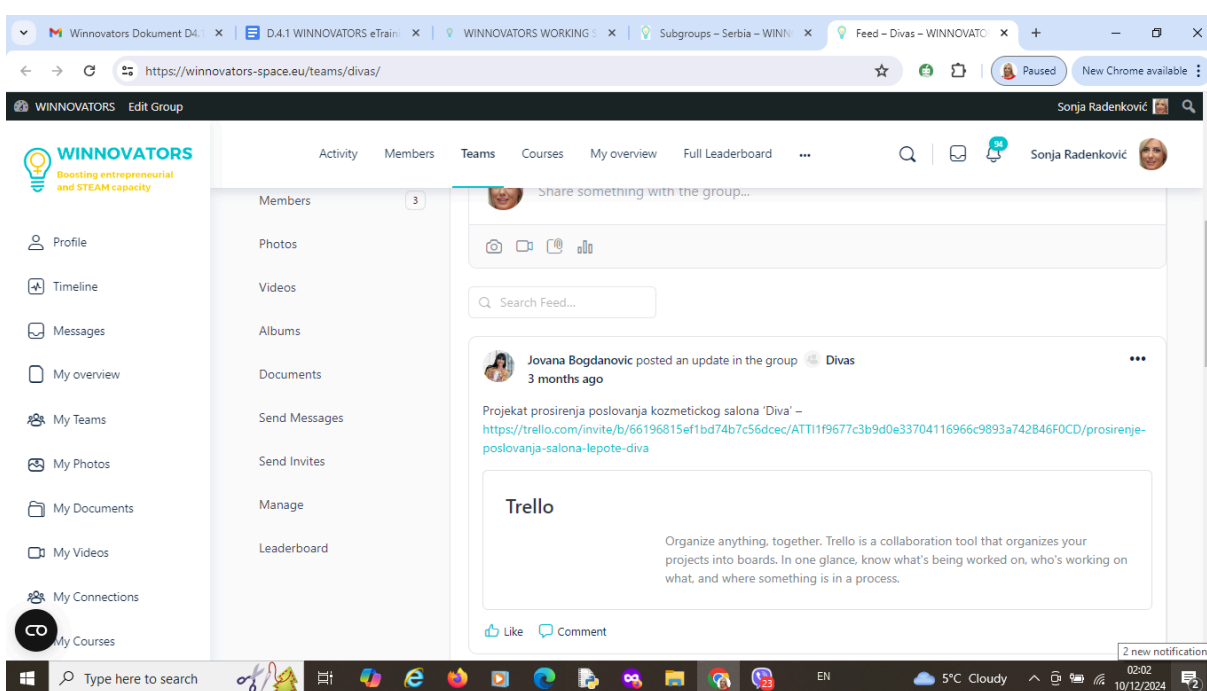 Winnovators Dokument D4.1
D.4.1 WINNOVATORS eTraini
WINNOVATORS WORKING S
Subgroups – Serbia – WINN
Feed – Divas – WINNOVATO
https://winnovators-space.eu/teams/divas/
Paused
New Chrome available
WINNOVATORS Edit Group
Sonja Radenković
WINNOVATORS
Boosting entrepreneurial
and STEAM capacity
Activity Members Teams Courses My overview Full Leaderboard
94
Sonja Radenković
Profile
Timeline
Messages
My overview
My Teams
My Photos
My Documents
My Videos
My Connections
My Courses
Members 3
Photos
Videos
Albums
Documents
Send Messages
Send Invites
Manage
Leaderboard
Share something with the group...
Search Feed...
Jovana Bogdanovic posted an update in the group Divas
3 months ago
Projekat prosirenja poslovanja kozmetickog salona 'Diva' –
https://trello.com/invite/b/66196815ef1bd74b7c56dcec/ATTI1f9677c3b9d0e33704116966c9893a742B46F0CD/prosirenje-
poslovanja-salona-lepote-diva
Trello
Organize anything, together. Trello is a collaboration tool that organizes your
projects into boards. In one glance, know what's being worked on, who's working on
what, and where something is in a process.
Like Comment
2 new notification
Type here to search
23
EN
5°C Cloudy
02:02
10/12/2024
2